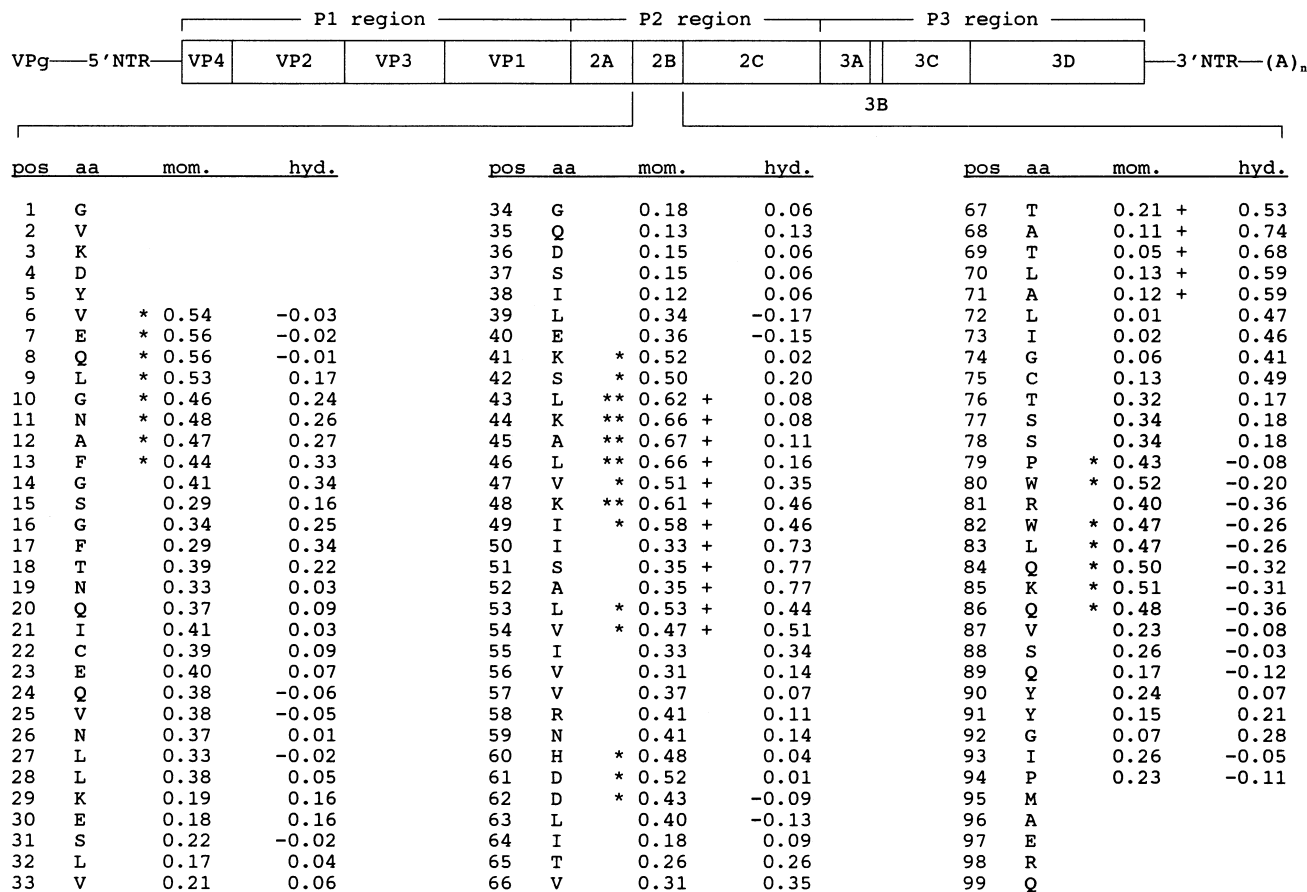 P1 region P2 region P3 region
VPg 5'NTR VP4 VP2 VP3 VP1 2A 2B 2C 3A 3C 3D 3'NTR (A)n
3B
pos aa mom. hyd. pos aa mom. hyd. pos aa mom. hyd.
1 G 34 G 0.18 0.06 67 T 0.21 + 0.53
2 V 35 Q 0.13 0.13 68 A 0.11 + 0.74
3 K 36 D 0.15 0.06 69 T 0.05 + 0.68
4 D 37 S 0.15 0.06 70 L 0.13 + 0.59
5 Y 38 I 0.12 0.06 71 A 0.12 + 0.59
6 V * 0.54 -0.03 39 L 0.34 -0.17 72 L 0.01 0.47
7 E * 0.56 -0.02 40 E 0.36 -0.15 73 I 0.02 0.46
8 Q * 0.56 -0.01 41 K * 0.52 0.02 74 G 0.06 0.41
9 L * 0.53 0.17 42 S * 0.50 0.20 75 C 0.13 0.49
10 G * 0.46 0.24 43 L ** 0.62 + 0.08 76 T 0.32 0.17
11 N * 0.48 0.26 44 K ** 0.66 + 0.08 77 S 0.34 0.18
12 A * 0.47 0.27 45 A ** 0.67 + 0.11 78 S 0.34 0.18
13 F * 0.44 0.33 46 L ** 0.66 + 0.16 79 P * 0.43 -0.08
14 G 0.41 0.34 47 V * 0.51 + 0.35 80 W * 0.52 -0.20
15 S 0.29 0.16 48 K ** 0.61 + 0.46 81 R 0.40 -0.36
16 G 0.34 0.25 49 I * 0.58 + 0.46 82 W * 0.47 -0.26
17 F 0.29 0.34 50 I 0.33 + 0.73 83 L * 0.47 -0.26
18 T 0.39 0.22 51 S 0.35 + 0.77 84 Q * 0.50 -0.32
19 N 0.33 0.03 52 A 0.35 + 0.77 85 K * 0.51 -0.31
20 Q 0.37 0.09 53 L * 0.53 + 0.44 86 Q * 0.48 -0.36
21 I 0.41 0.03 54 V * 0.47 + 0.51 87 V 0.23 -0.08
22 C 0.39 0.09 55 I 0.33 0.34 88 S 0.26 -0.03
23 E 0.40 0.07 56 V 0.31 0.14 89 Q 0.17 -0.12
24 Q 0.38 -0.06 57 V 0.37 0.07 90 Y 0.24 0.07
25 V 0.38 -0.05 58 R 0.41 0.11 91 Y 0.15 0.21
26 N 0.37 0.01 59 N 0.41 0.14 92 G 0.07 0.28
27 L 0.33 -0.02 60 H * 0.48 0.04 93 I 0.26 -0.05
28 L 0.38 0.05 61 D * 0.52 0.01 94 P 0.23 -0.11
29 K 0.19 0.16 62 D * 0.43 -0.09 95 M
30 E 0.18 0.16 63 L 0.40 -0.13 96 A
31 S 0.22 -0.02 64 I 0.18 0.09 97 E
32 L 0.17 0.04 65 T 0.26 0.26 98 R
33 V 0.21 0.06 66 V 0.31 0.35 99 Q